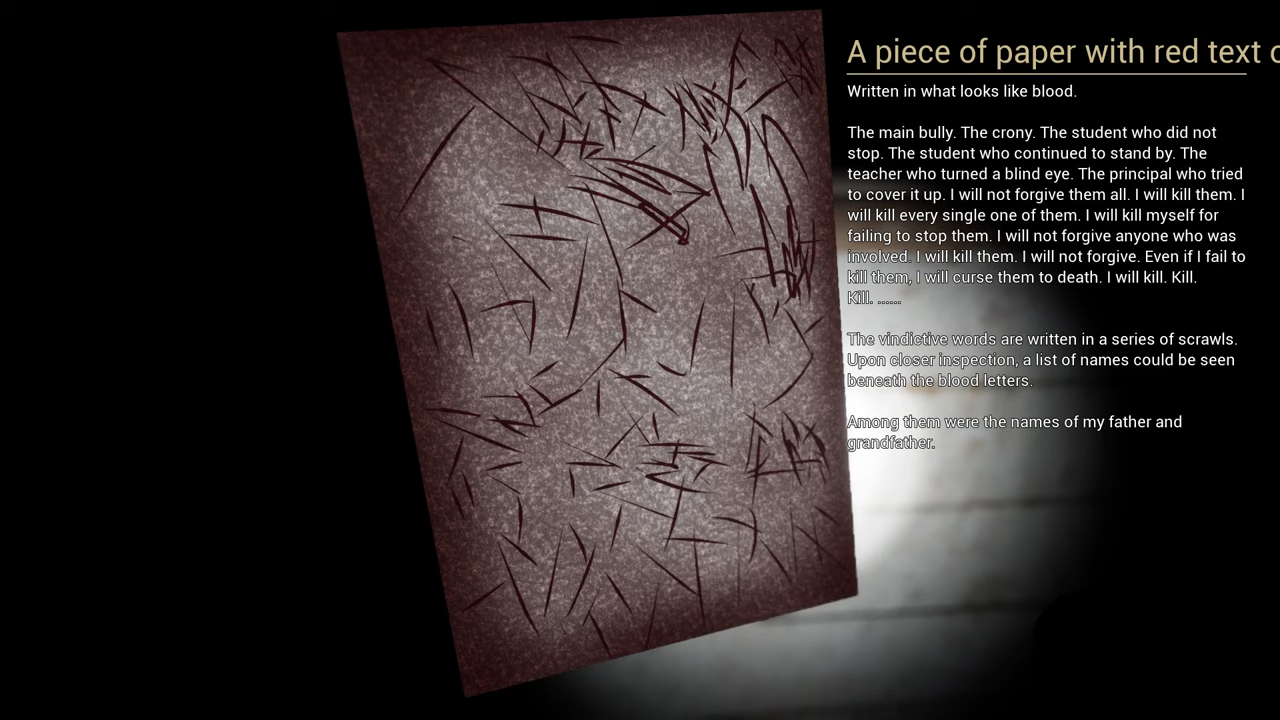 A piece of paper with red text
Written in what looks like blood.
The main bully. The crony. The student who did not
stop. The student who continued to stand by. The
teacher who turned a blind eye. The principal who tried
to cover it up. I will not forgive them all. I will kill them. I
will kill every single one of them. I will kill myself for
failing to stop them. I will not forgive anyone who was
involved. I will kill them. I will not forgive. Even if I fail to
kill them, I will curse them to death. I will kill. Kill.
Kill. ......
The vindictive words are written in a series of scrawls.
Upon closer inspection, a list of names could be seen
beneath the blood letters.
Among them were the names of my father and
grandfather.